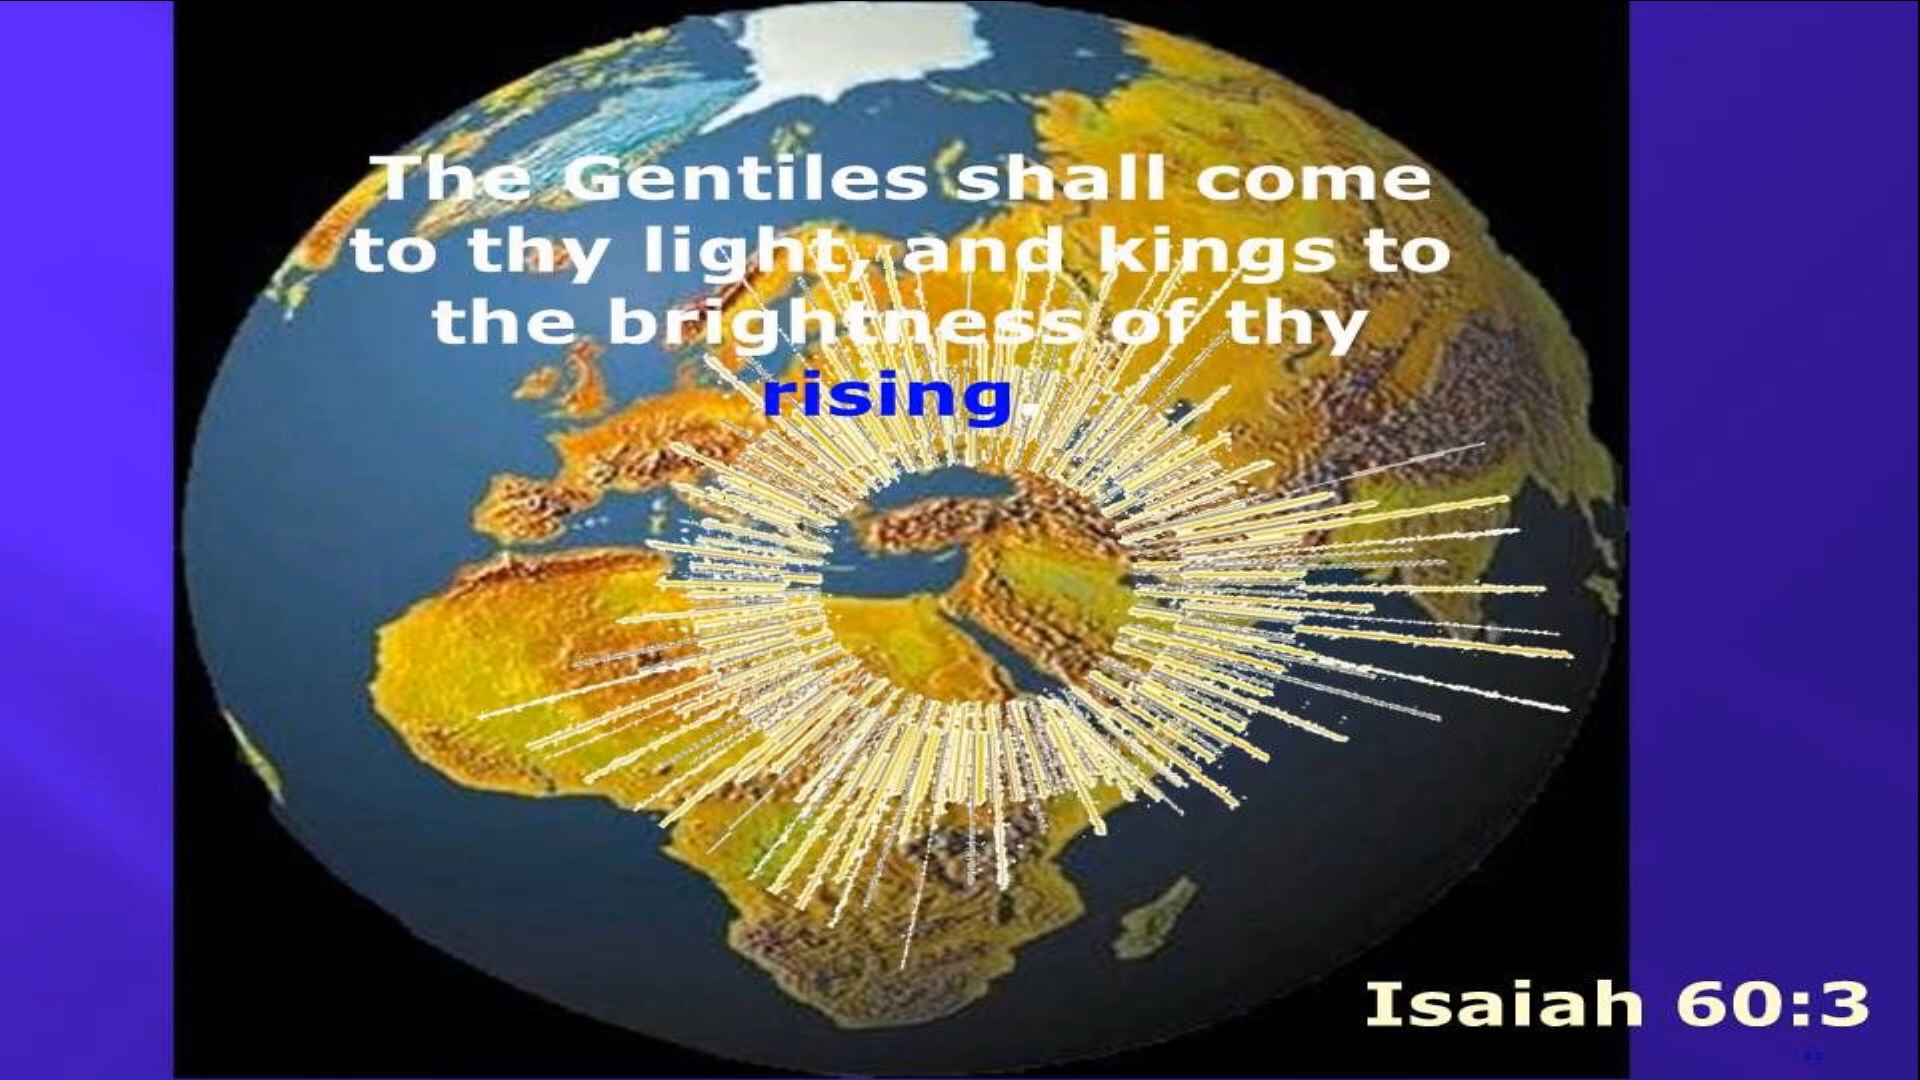 The Gentiles shall come
to thy light, and kings to
the brightness of thy
rising.
Isaiah 60:3